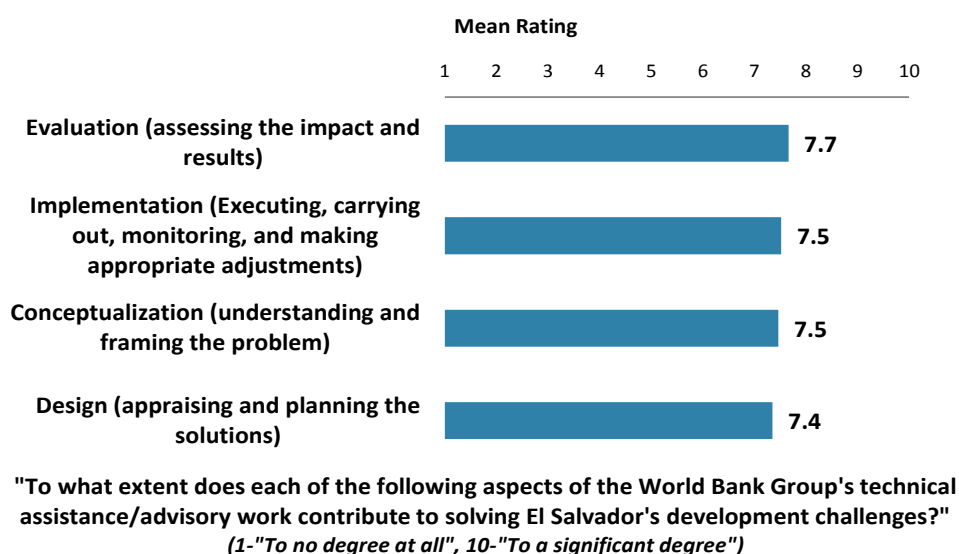 Mean Rating
1 2 3 4 5 6 7 8 9 10
Evaluation (assessing the impact and
results)
7.7
Implementation (Executing, carrying
out, monitoring, and making
appropriate adjustments)
7.5
Conceptualization (understanding and
framing the problem)
7.5
Design (appraising and planning the
solutions)
7.4
"To what extent does each of the following aspects of the World Bank Group's technical
assistance/advisory work contribute to solving El Salvador's development challenges?"
(1-"To no degree at all", 10-"To a significant degree")